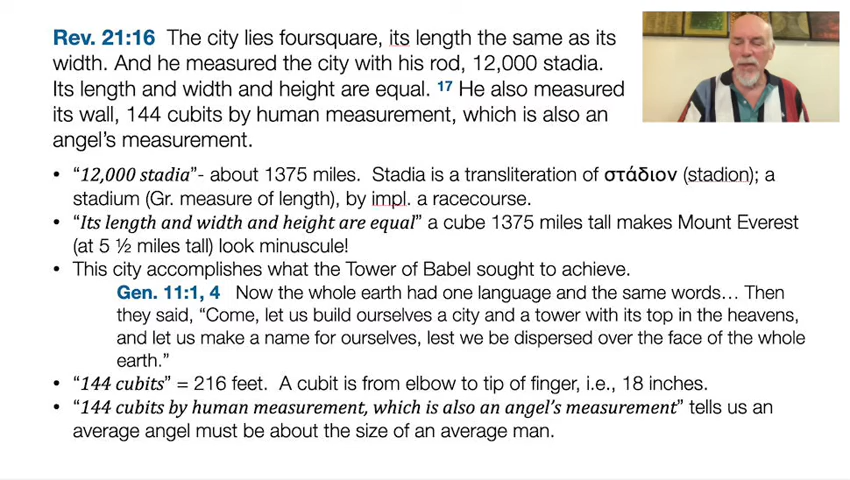 Rev. 21:16 The city lies foursquare, its length the same as its
width. And he measured the city with his rod, 12,000 stadia.
Its length and width and height are equal. 17 He also measured
its wall, 144 cubits by human measurement, which is also an
angel's measurement.
• “12,000 stadia”- about 1375 miles. Stadia is a transliteration of στάδιον (stadion); a
stadium (Gr. measure of length), by impl. a racecourse.
• “Its length and width and height are equal” a cube 1375 miles tall makes Mount Everest
(at 5 ½ miles tall) look minuscule!
• This city accomplishes what the Tower of Babel sought to achieve.
Gen. 11:1, 4 Now the whole earth had one language and the same words… Then
they said, “Come, let us build ourselves a city and a tower with its top in the heavens,
and let us make a name for ourselves, lest we be dispersed over the face of the whole
earth.”
• “144 cubits” = 216 feet. A cubit is from elbow to tip of finger, i.e., 18 inches.
• “144 cubits by human measurement, which is also an angel's measurement” tells us an
average angel must be about the size of an average man.